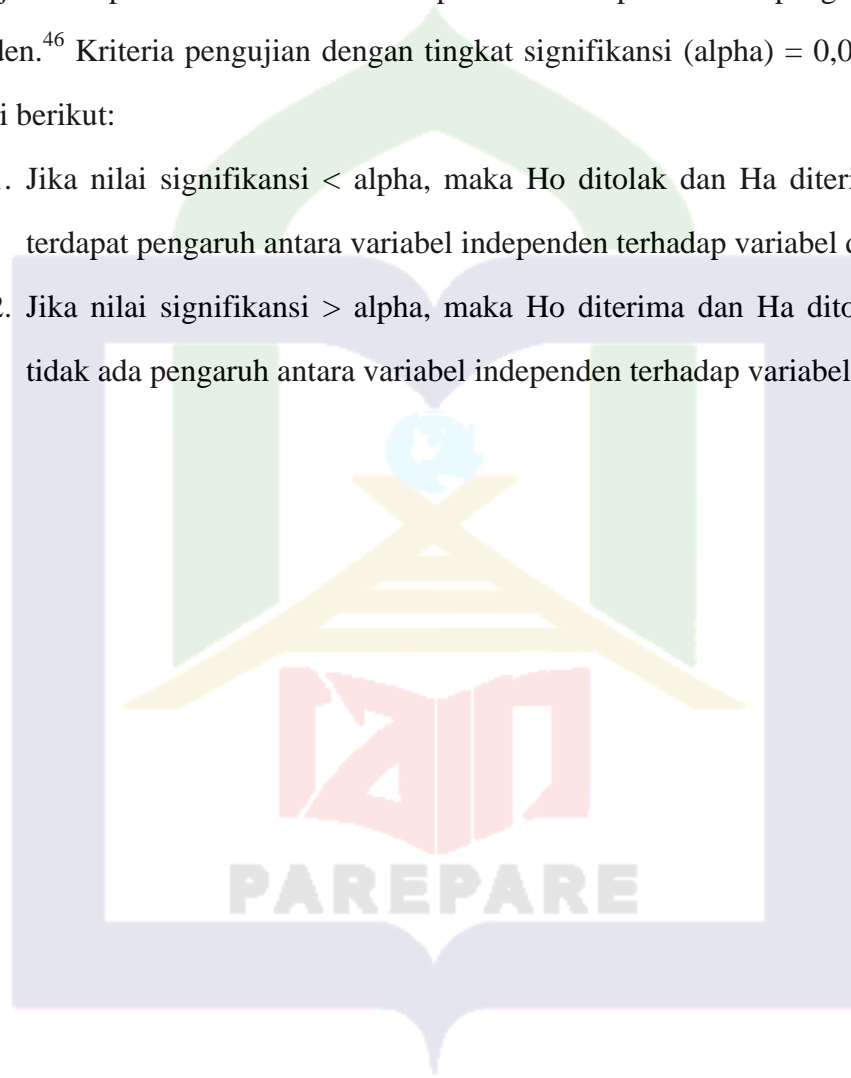 den.46 Kriteria pengujian dengan tingkat signifikansi (alpha) = 0,0
i berikut:
. Jika nilai signifikansi < alpha, maka Ho ditolak dan Ha diteri
terdapat pengaruh antara variabel independen terhadap variabel
2. Jika nilai signifikansi > alpha, maka Ho diterima dan Ha dito
tidak ada pengaruh antara variabel independen terhadap variabel
iain
PAREPARE